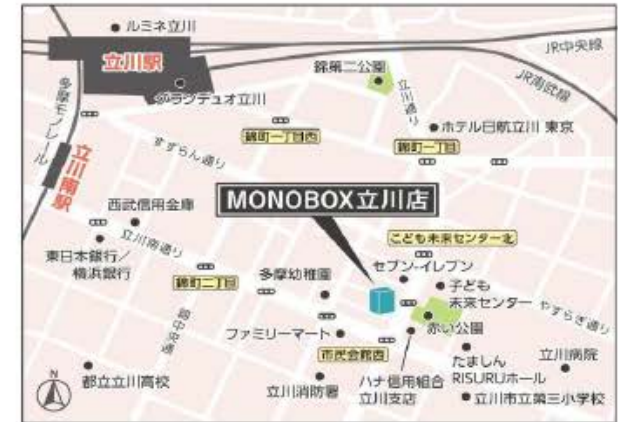 ルミネ立川
立川駅
グランデュオ立川
錦第二公園
立川通り
JR中央線
JR南武線
多摩モノレール
立川南駅
すずらん通り
錦町一丁目西
ホテル日航立川 東京
錦町一丁目
MONOBOX立川店
西武信用金庫
立川南通り
東日本銀行/
横浜銀行
錦町二丁目
多摩幼稚園
こども未来センター北
セブン-イレブン
子ども
未来センター
やすらぎ通り
錦中央通り
ファミリーマート
市民会館西
赤い公園
たましん
RISURUホール
立川病院
N
都立立川高校
立川消防署
ハナ信用組合
立川支店
立川市立第三小学校